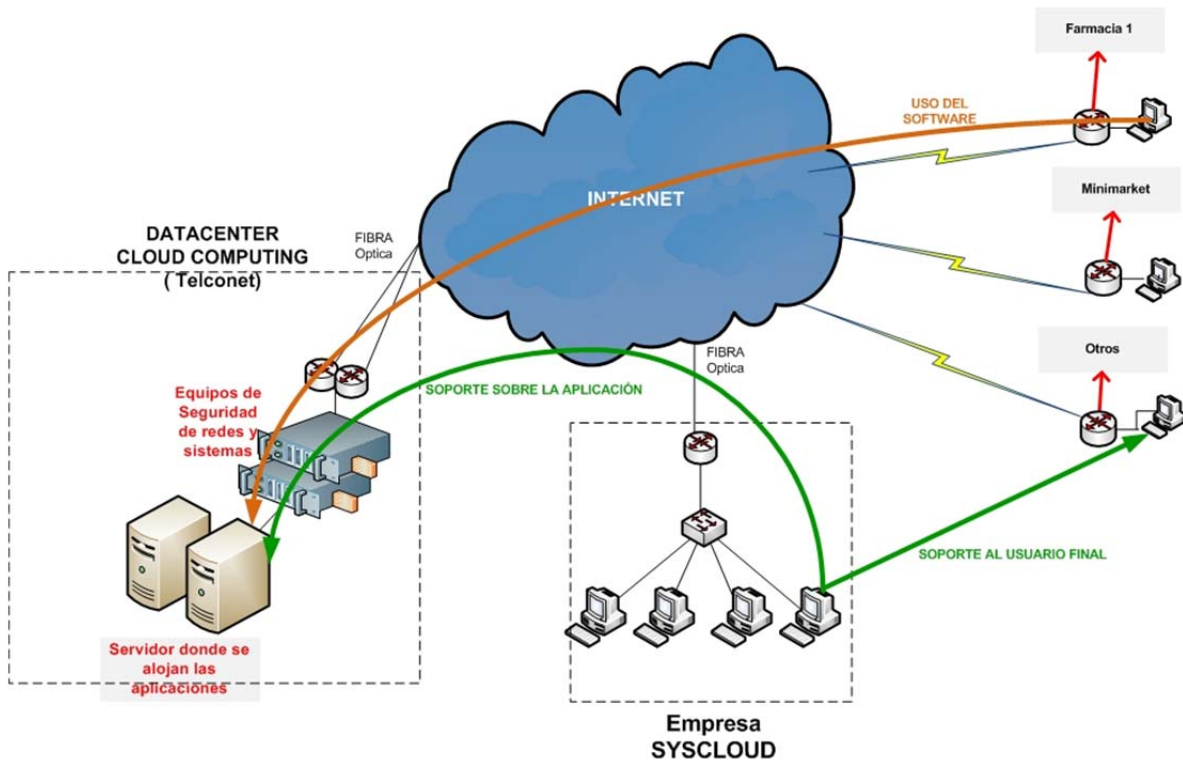 Farmacia 1
USO DEL
SOFTWARE
INTERNET
Minimarket
DATACENTER
CLOUD COMPUTING
( Telconet)
FIBRA
Optica
Otros
FIBRA
Optica
SOPORTE SOBRE LA APLICACIÓN
Equipos de
Seguridad
de redes y
sistemas
SOPORTE AL USUARIO FINAL
Servidor donde se
alojan las
aplicaciones
Empresa
SYSCLOUD